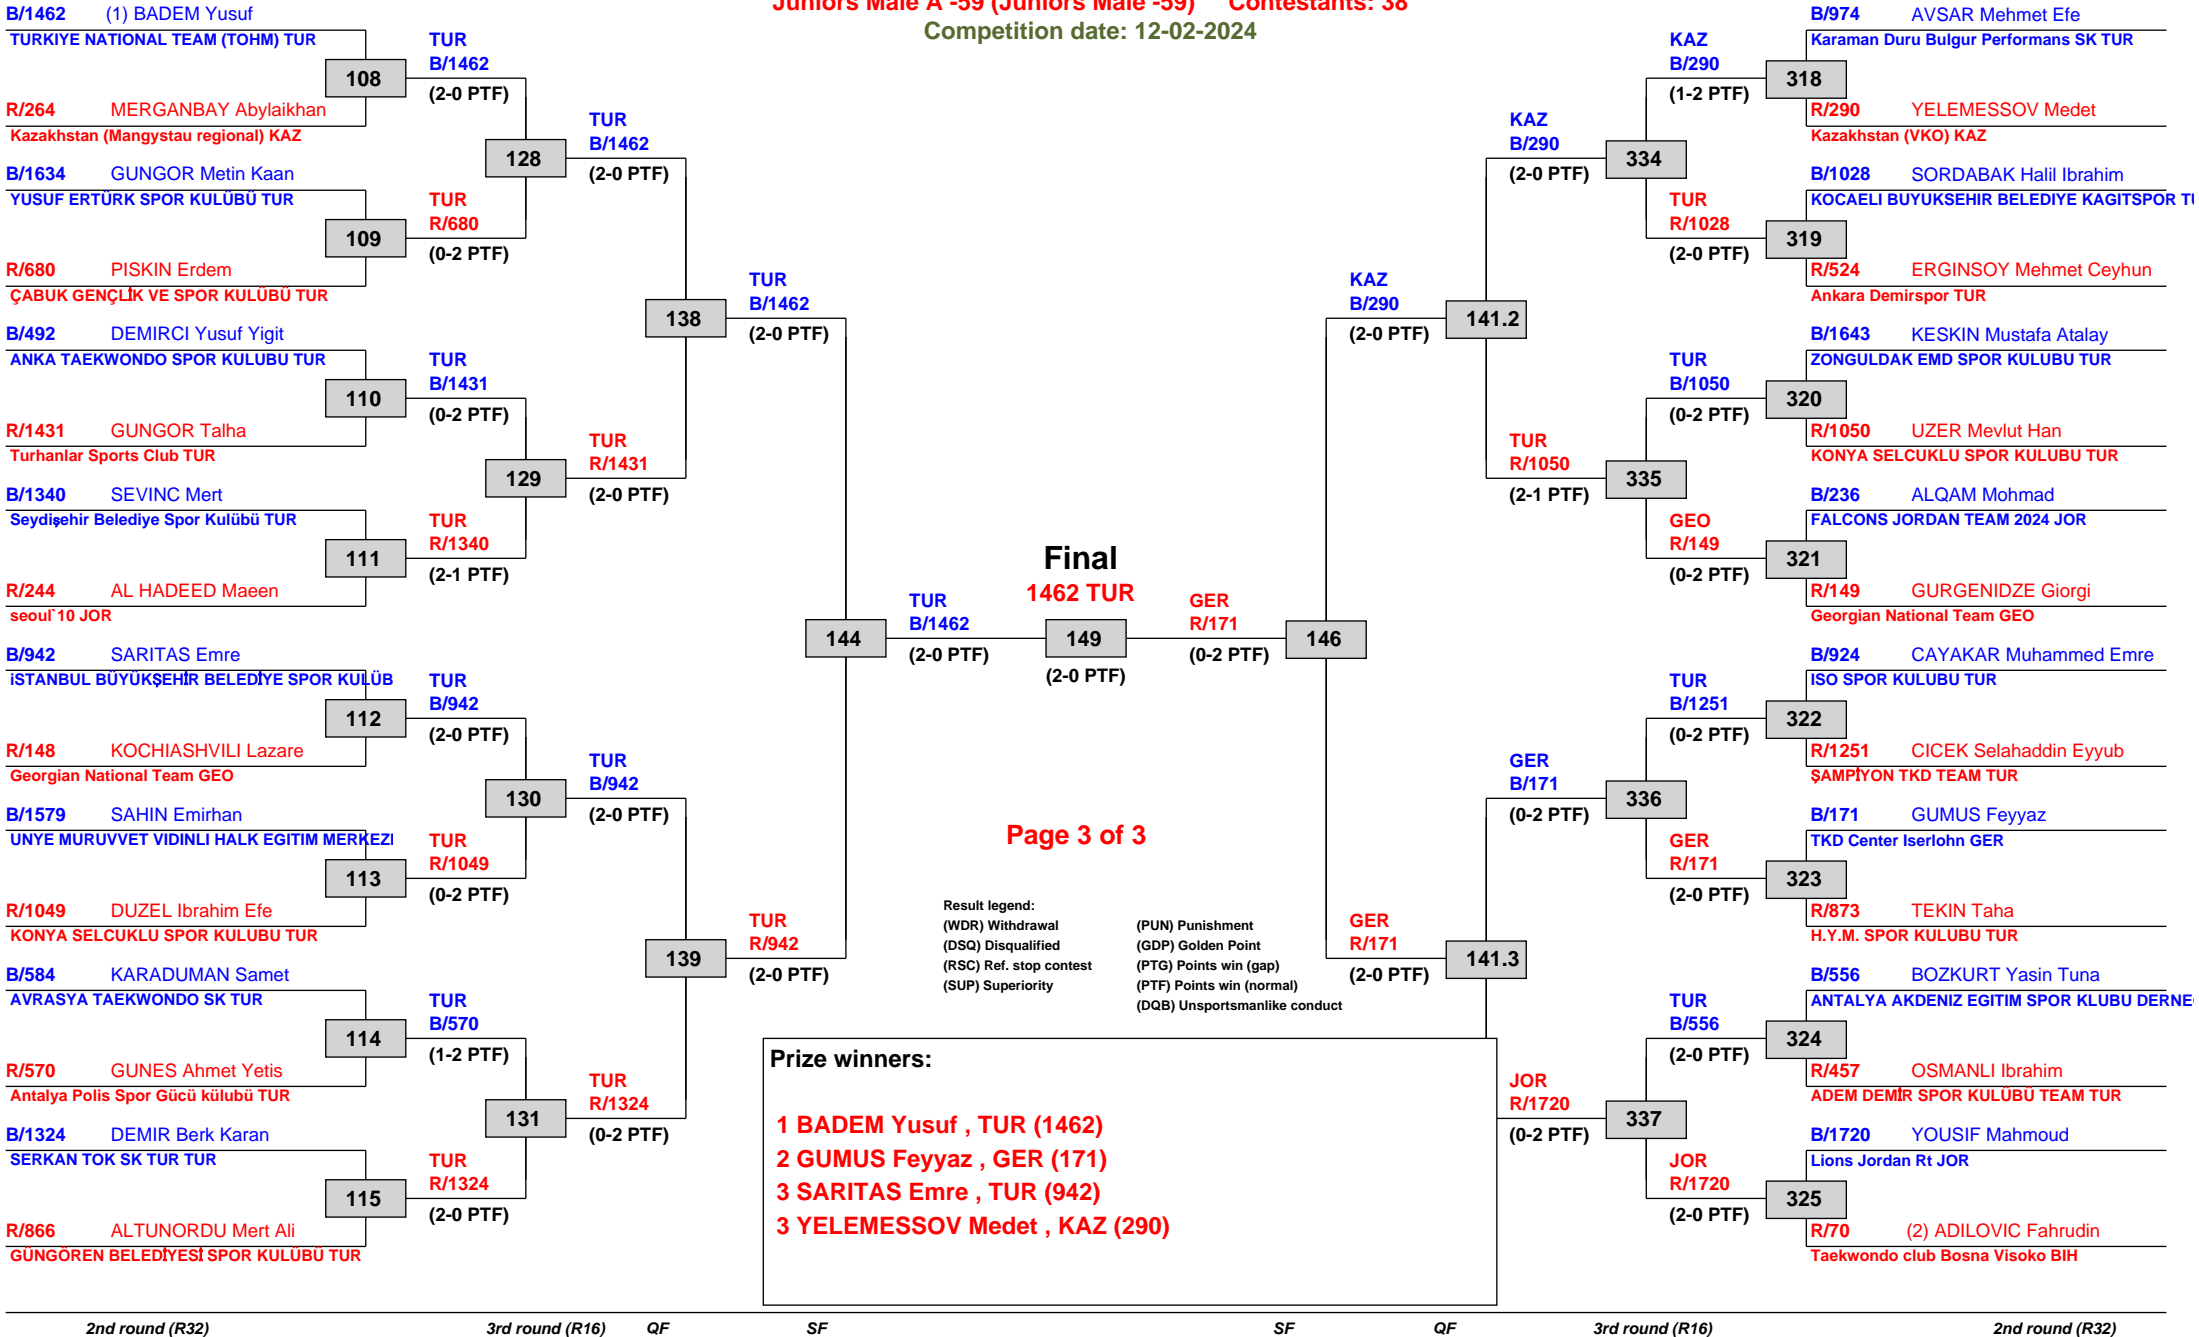 Juniors Male A -59 (Juniors Male -59) Contestants: 38
Competition date: 12-02-2024
B/1462 (1) BADEM Yusuf
TURKIYE NATIONAL TEAM (TOHM) TUR
R/264 MERGANBAY Abylaikhan
Kazakhstan (Mangystau regional) KAZ
B/1634 GUNGOR Metin Kaan
YUSUF ERTÜRK SPOR KULÜBÜ TUR
R/680 PISKIN Erdem
ÇABUK GENÇLİK VE SPOR KULÜBÜ TUR
B/492 DEMIRCI Yusuf Yigit
ANKA TAEKWONDO SPOR KULUBU TUR
R/1431 GUNGOR Talha
Turhanlar Sports Club TUR
B/1340 SEVINC Mert
Seydişehir Belediye Spor Kulübü TUR
R/244 AL HADEED Maeen
seoul`10 JOR
B/942 SARITAS Emre
iSTANBUL BÜYÜKŞEHİR BELEDİYE SPOR KULÜB
R/148 KOCHIASHVILI Lazare
Georgian National Team GEO
B/1579 SAHIN Emirhan
UNYE MURUVVET VIDINLI HALK EGITIM MERKEZI
R/1049 DUZEL Ibrahim Efe
KONYA SELCUKLU SPOR KULUBU TUR
B/584 KARADUMAN Samet
AVRASYA TAEKWONDO SK TUR
R/570 GUNES Ahmet Yetis
Antalya Polis Spor Gücü külübü TUR
B/1324 DEMIR Berk Karan
SERKAN TOK SK TUR TUR
R/866 ALTUNORDU Mert Ali
GÜNGÖREN BELEDİYESİ SPOR KULÜBÜ TUR
108
TUR
B/1462
(2-0 PTF)
109
TUR
R/680
(0-2 PTF)
110
TUR
B/1431
(0-2 PTF)
111
TUR
R/1340
(2-1 PTF)
112
TUR
B/942
(2-0 PTF)
113
TUR
R/1049
(0-2 PTF)
114
TUR
B/570
(1-2 PTF)
115
TUR
R/1324
(2-0 PTF)
128
TUR
B/1462
(2-0 PTF)
129
TUR
R/1431
(2-0 PTF)
130
TUR
B/942
(2-0 PTF)
131
TUR
R/1324
(0-2 PTF)
138
TUR
B/1462
(2-0 PTF)
139
TUR
R/942
(2-0 PTF)
144
TUR
B/1462
(2-0 PTF)
Final
1462 TUR
149
(2-0 PTF)
GER
R/171
(0-2 PTF)
146
KAZ
B/290
(2-0 PTF)
141.2
GER
R/171
(2-0 PTF)
141.3
KAZ
B/290
(2-0 PTF)
334
TUR
R/1050
(2-1 PTF)
335
GER
B/171
(0-2 PTF)
336
JOR
R/1720
(0-2 PTF)
337
KAZ
B/290
(1-2 PTF)
318
TUR
R/1028
(2-0 PTF)
319
TUR
B/1050
(0-2 PTF)
320
GEO
R/149
(0-2 PTF)
321
TUR
B/1251
(0-2 PTF)
322
GER
R/171
(2-0 PTF)
323
TUR
B/556
(2-0 PTF)
324
JOR
R/1720
(2-0 PTF)
325
B/974 AVSAR Mehmet Efe
Karaman Duru Bulgur Performans SK TUR
R/290 YELEMESSOV Medet
Kazakhstan (VKO) KAZ
B/1028 SORDABAK Halil Ibrahim
KOCAELI BUYUKSEHIR BELEDIYE KAGITSPOR TU
R/524 ERGINSOY Mehmet Ceyhun
Ankara Demirspor TUR
B/1643 KESKIN Mustafa Atalay
ZONGULDAK EMD SPOR KULUBU TUR
R/1050 UZER Mevlut Han
KONYA SELCUKLU SPOR KULUBU TUR
B/236 ALQAM Mohmad
FALCONS JORDAN TEAM 2024 JOR
R/149 GURGENIDZE Giorgi
Georgian National Team GEO
B/924 CAYAKAR Muhammed Emre
ISO SPOR KULUBU TUR
R/1251 CICEK Selahaddin Eyyub
ŞAMPİYON TKD TEAM TUR
B/171 GUMUS Feyyaz
TKD Center Iserlohn GER
R/873 TEKIN Taha
H.Y.M. SPOR KULUBU TUR
B/556 BOZKURT Yasin Tuna
ANTALYA AKDENIZ EGITIM SPOR KLUBU DERNE
R/457 OSMANLI Ibrahim
ADEM DEMİR SPOR KULÜBÜ TEAM TUR
B/1720 YOUSIF Mahmoud
Lions Jordan Rt JOR
R/70 (2) ADILOVIC Fahrudin
Taekwondo club Bosna Visoko BIH
Page 3 of 3
Result legend:
(WDR) Withdrawal
(DSQ) Disqualified
(RSC) Ref. stop contest
(SUP) Superiority
(PUN) Punishment
(GDP) Golden Point
(PTG) Points win (gap)
(PTF) Points win (normal)
(DQB) Unsportsmanlike conduct
Prize winners:
1 BADEM Yusuf , TUR (1462)
2 GUMUS Feyyaz , GER (171)
3 SARITAS Emre , TUR (942)
3 YELEMESSOV Medet , KAZ (290)
2nd round (R32) 3rd round (R16) QF SF SF QF 3rd round (R16) 2nd round (R32)